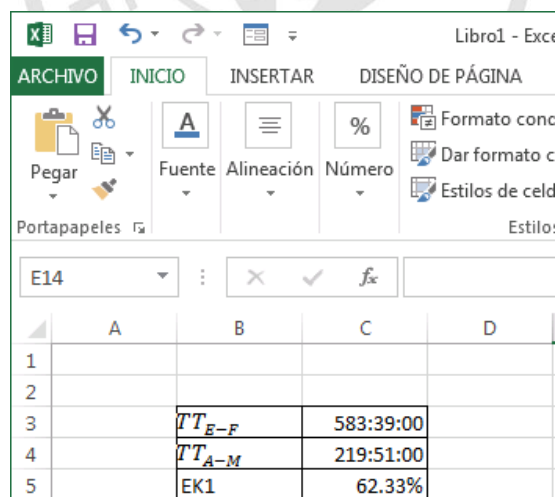 Libro1 - Exce
ARCHIVO INICIO INSERTAR DISEÑO DE PÁGINA
Pegar
Fuente Alineación Número
%
Formato cond
Dar formato c
Estilos de celd
Portapapeles Estilos
E14 fx
A B C D
1
2
3 TT_{E-F} 583:39:00
4 TT_{A-M} 219:51:00
5 EK1 62.33%